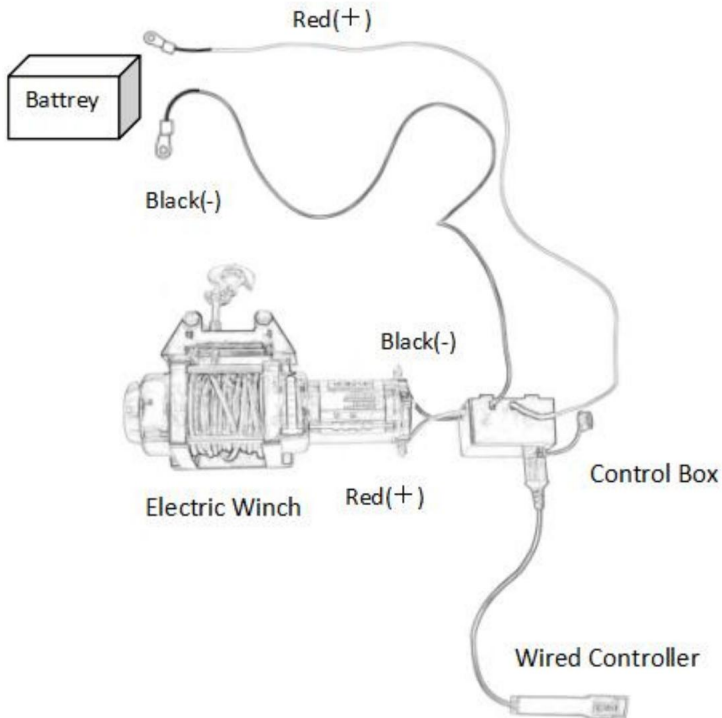 Red(+)
Battrey
Black(-)
Black(-)
Red(+)
Electric Winch
Control Box
Wired Controller